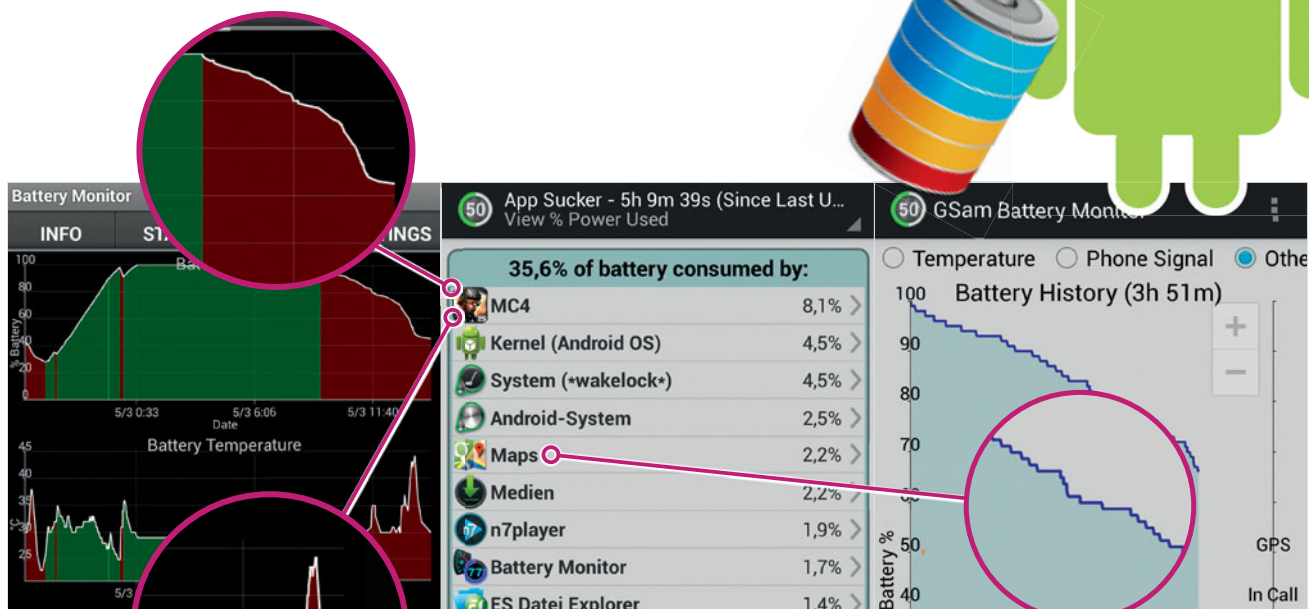 Battery Monitor
INFO
100
80
60
40
20
0
% Battery
5/3 0:33
5/3 6:06
5/3 11:40
Date
Battery Temperature
45
40
35
30
25
°C
5/3
50
App Sucker - 5h 9m 39s (Since Last U...
View % Power Used
35,6% of battery consumed by:
MC4 8,1%
Kernel (Android OS) 4,5%
System (*wakelock*) 4,5%
Android-System 2,5%
Maps 2,2%
Medien 2,2%
n7player 1,9%
Battery Monitor 1,7%
ES Datei Explorer 1,4%
50
GSam Battery Monitor
Temperature
Phone Signal
Othe
Battery History (3h 51m)
+
−
100
90
80
70
60
50
40
Battery %
GPS
In Call